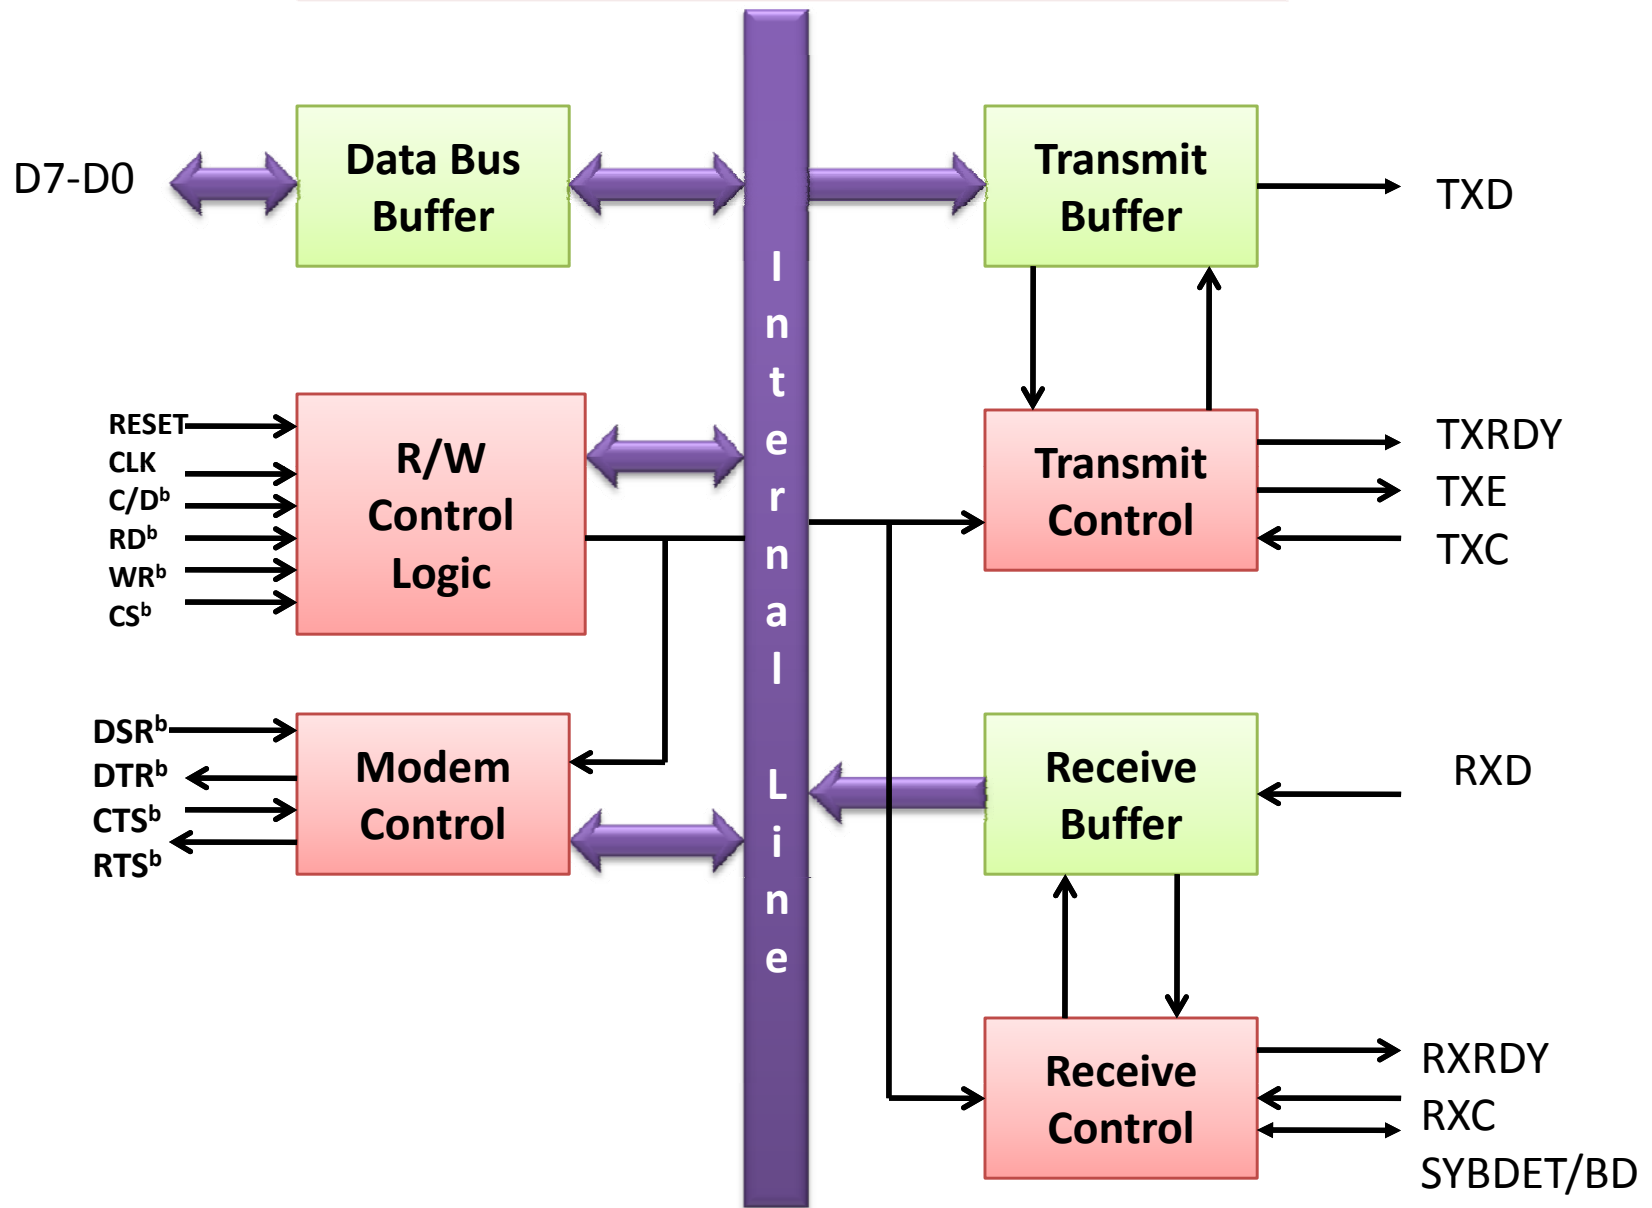 D7-D0
Data Bus
Buffer
Transmit
Buffer
TXD
RESET
CLK
C/Dᵇ
RDᵇ
WRᵇ
CSᵇ
R/W
Control
Logic
Internal Line
Transmit
Control
TXRDY
TXE
TXC
DSRᵇ
DTRᵇ
CTSᵇ
RTSᵇ
Modem
Control
Receive
Buffer
RXD
Receive
Control
RXRDY
RXC
SYBDET/BD